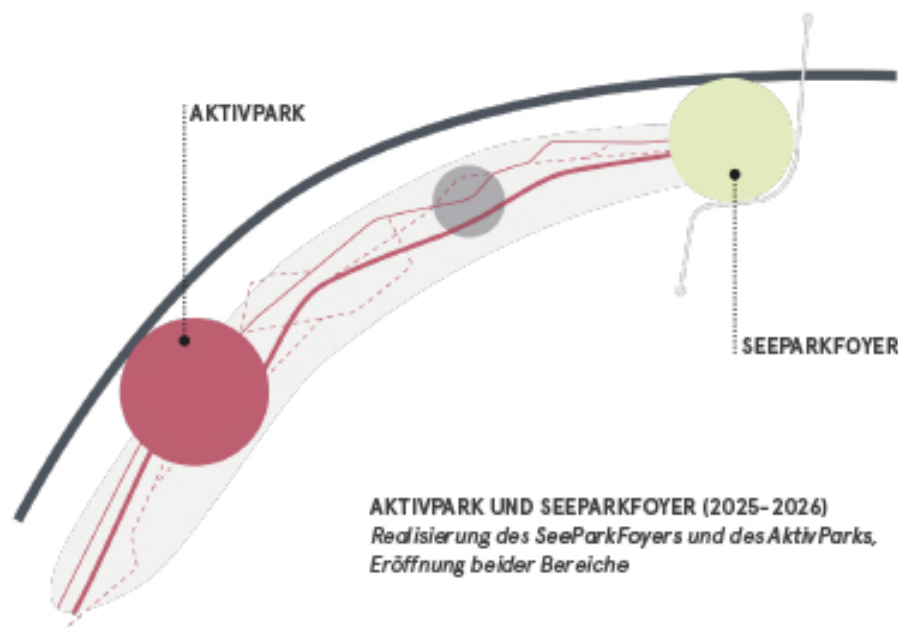 AKTIVPARK
SEEPARKFOYER
AKTIVPARK UND SEEPARKFOYER (2025-2026)
Realisierung des SeeParkFoyers und des AktivParks,
Eröffnung beider Bereiche